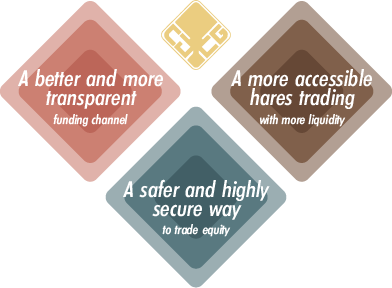 A better and more
transparent
funding channel
A more accessible
hares trading
with more liquidity
A safer and highly
secure way
to trade equity